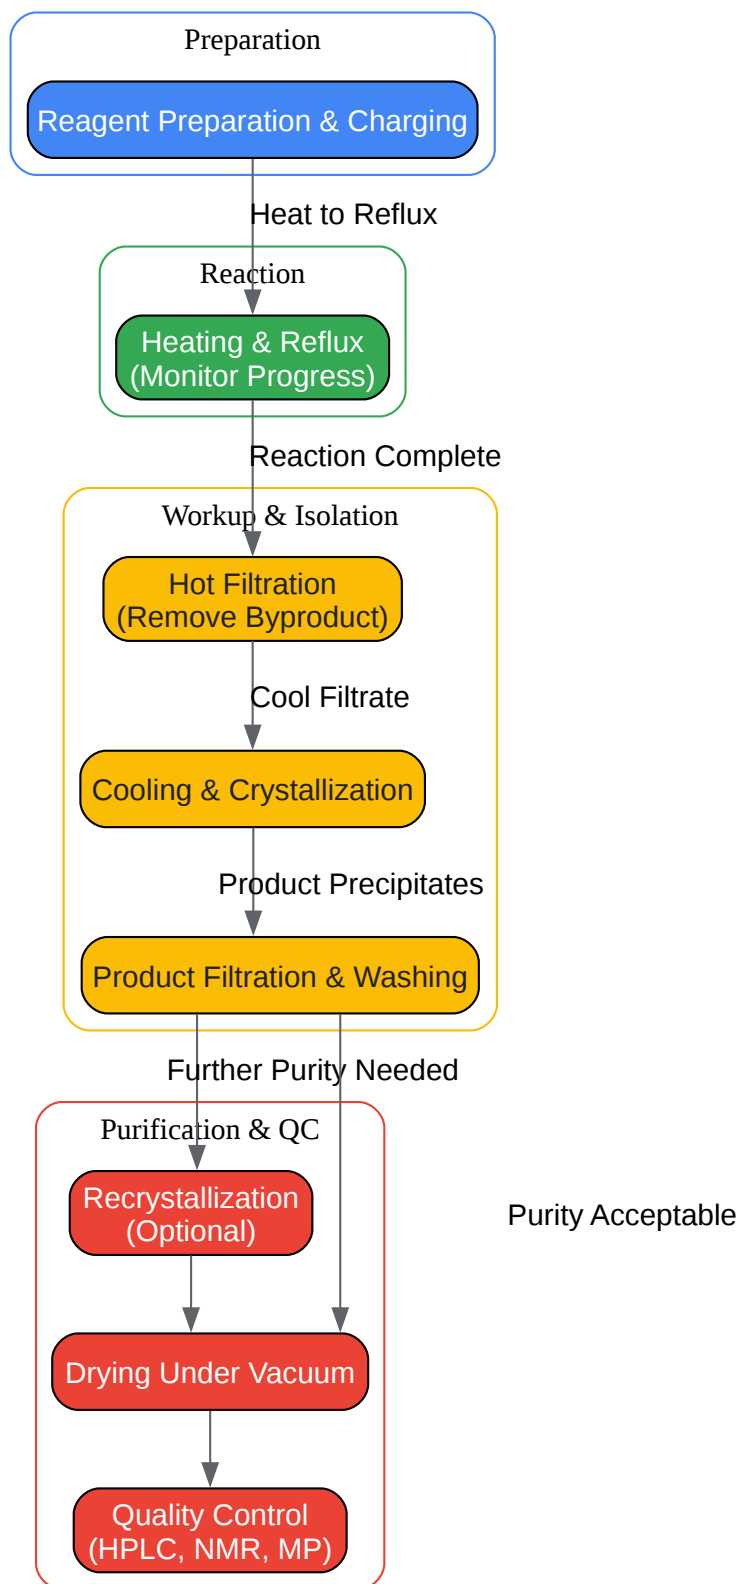 Preparation
Reagent Preparation & Charging
Heat to Reflux
Reaction
Heating & Reflux
(Monitor Progress)
Reaction Complete
Workup & Isolation
Hot Filtration
(Remove Byproduct)
Cool Filtrate
Cooling & Crystallization
Product Precipitates
Product Filtration & Washing
Further Purity Needed
Purification & QC
Recrystallization
(Optional)
Purity Acceptable
Drying Under Vacuum
Quality Control
(HPLC, NMR, MP)